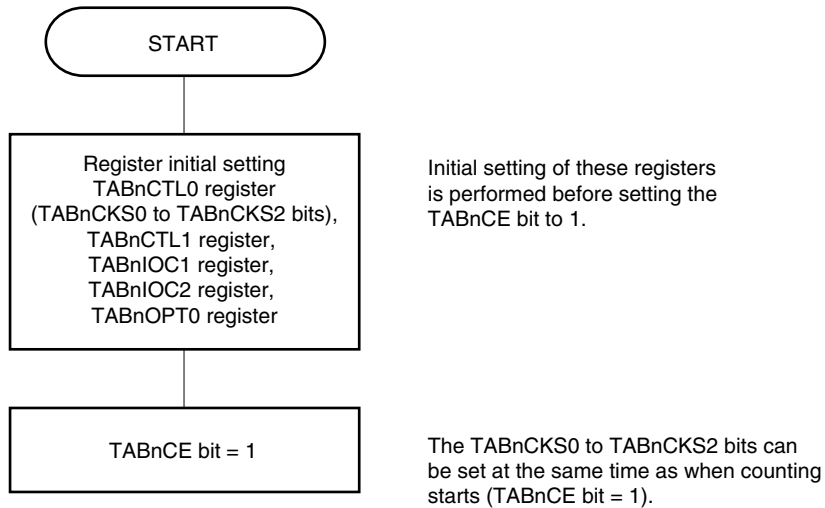 START
Register initial setting
TABnCTL0 register
(TABnCKS0 to TABnCKS2 bits),
TABnCTL1 register,
TABnIOC1 register,
TABnIOC2 register,
TABnOPT0 register
Initial setting of these registers
is performed before setting the
TABnCE bit to 1.
TABnCE bit = 1
The TABnCKS0 to TABnCKS2 bits can
be set at the same time as when counting
starts (TABnCE bit = 1).